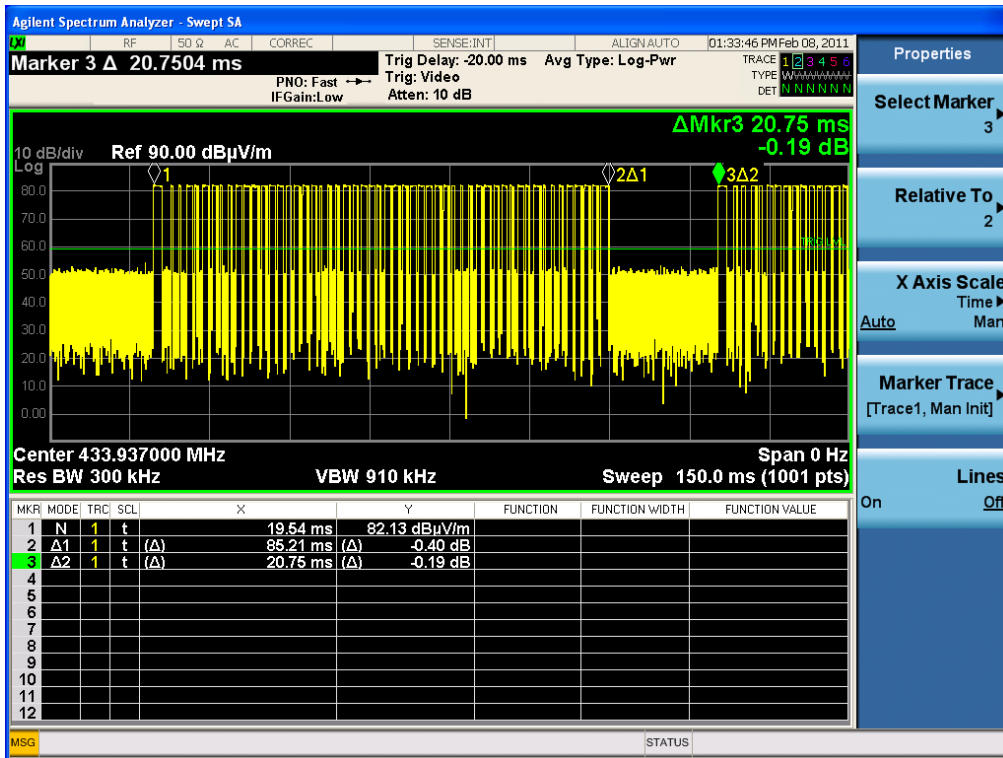 Agilent Spectrum Analyzer - Swept SA
LXI RF 50 Ω AC CORREC SENSE:INT ALIGN AUTO 01:33:46 PM Feb 08, 2011
Marker 3 Δ 20.7504 ms
PNO: Fast
IFGain:Low
Trig Delay: -20.00 ms
Trig: Video
Atten: 10 dB
Avg Type: Log-Pwr
TRACE 1 2 3 4 5 6
TYPE
DET N N N N N N
ΔMkr3 20.75 ms
-0.19 dB
10 dB/div Ref 90.00 dBµV/m
Log
1 2Δ1 3Δ2
80.0
70.0
60.0
TRIG LVL
50.0
40.0
30.0
20.0
10.0
0.00
Center 433.937000 MHz Span 0 Hz
Res BW 300 kHz VBW 910 kHz Sweep 150.0 ms (1001 pts)
MKR MODE TRC SCL X Y FUNCTION FUNCTION WIDTH FUNCTION VALUE
1 N 1 t 19.54 ms 82.13 dBµV/m
2 Δ1 1 t (Δ) 85.21 ms (Δ) -0.40 dB
3 Δ2 1 t (Δ) 20.75 ms (Δ) -0.19 dB
4
5
6
7
8
9
10
11
12
MSG STATUS
Properties
Select Marker
3
Relative To
2
X Axis Scale
Time
Auto Man
Marker Trace
[Trace1, Man Init]
Lines
On Off